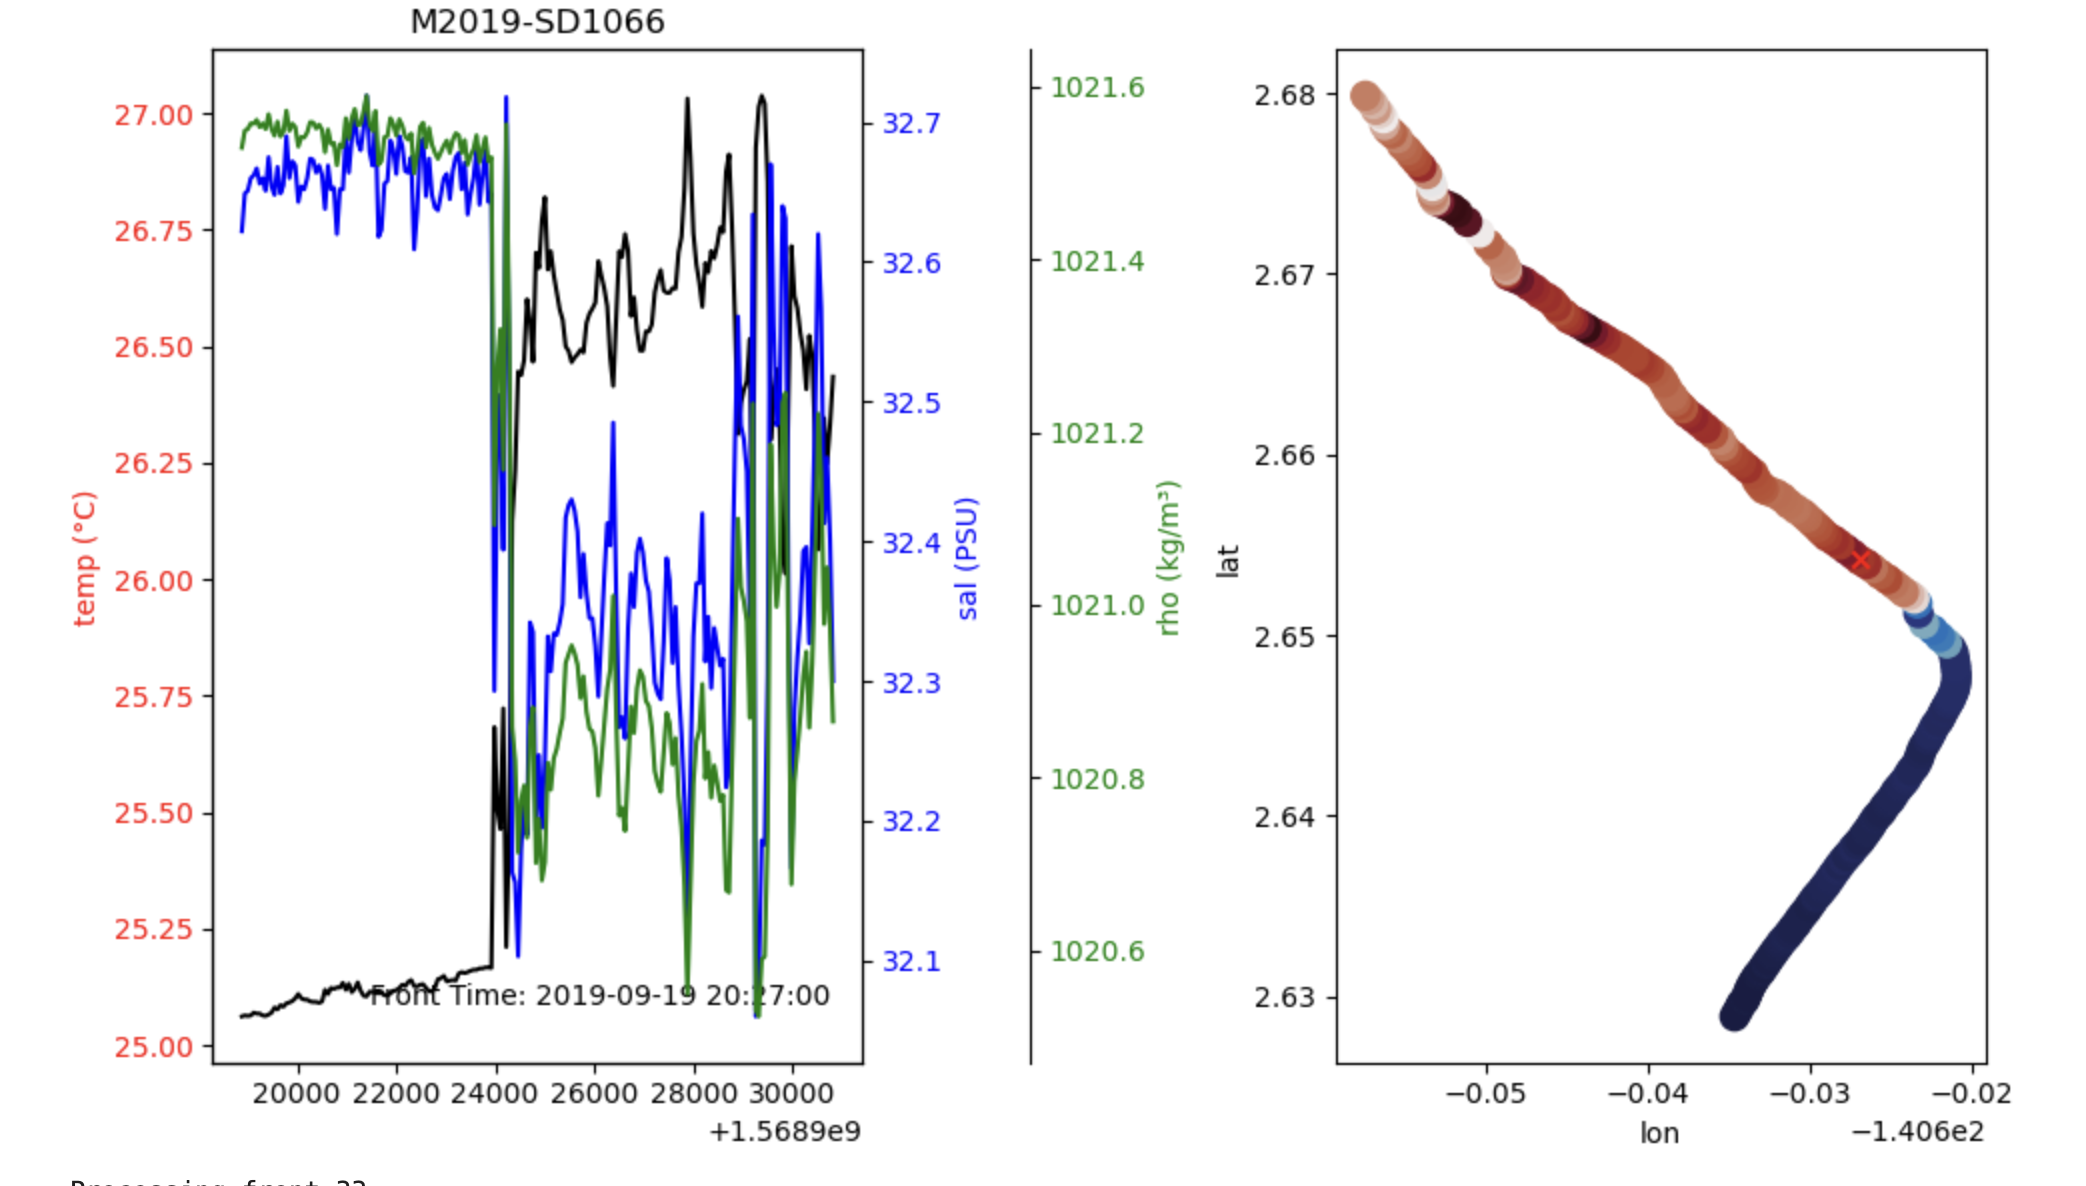 M2019-SD1066
27.00
26.75
26.50
26.25
26.00
25.75
25.50
25.25
25.00
temp (°C)
32.7
32.6
32.5
32.4
32.3
32.2
32.1
sal (PSU)
1021.6
1021.4
1021.2
1021.0
1020.8
1020.6
rho (kg/m³)
Front Time: 2019-09-19 20:27:00
20000 22000 24000 26000 28000 30000
+1.5689e9
2.68
2.67
2.66
2.65
2.64
2.63
lat
−0.05 −0.04 −0.03 −0.02
lon −1.406e2
Processing front 22